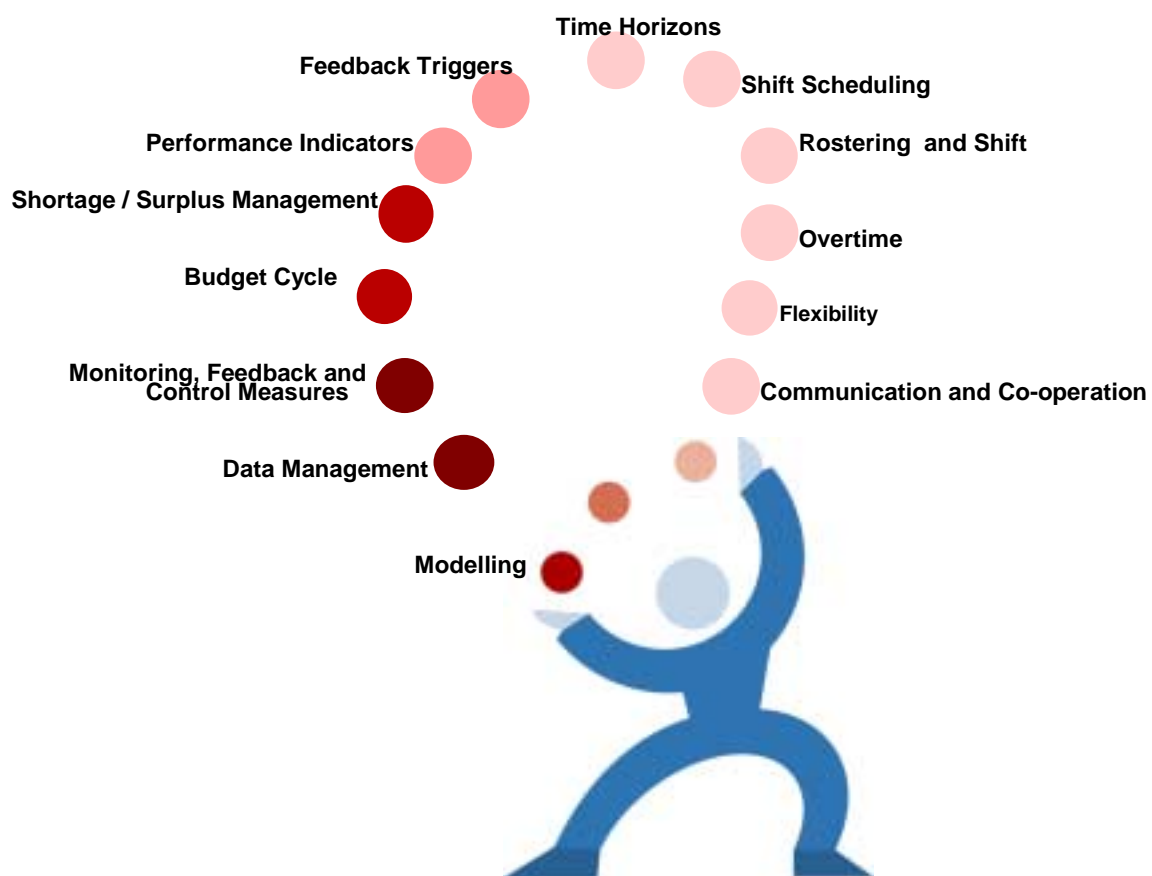 Time Horizons
Feedback Triggers
Shift Scheduling
Performance Indicators
Rostering  and Shift
Shortage / Surplus Management
Overtime
Budget Cycle
Flexibility
Monitoring, Feedback and
Control Measures
Communication and Co-operation
Data Management
Modelling